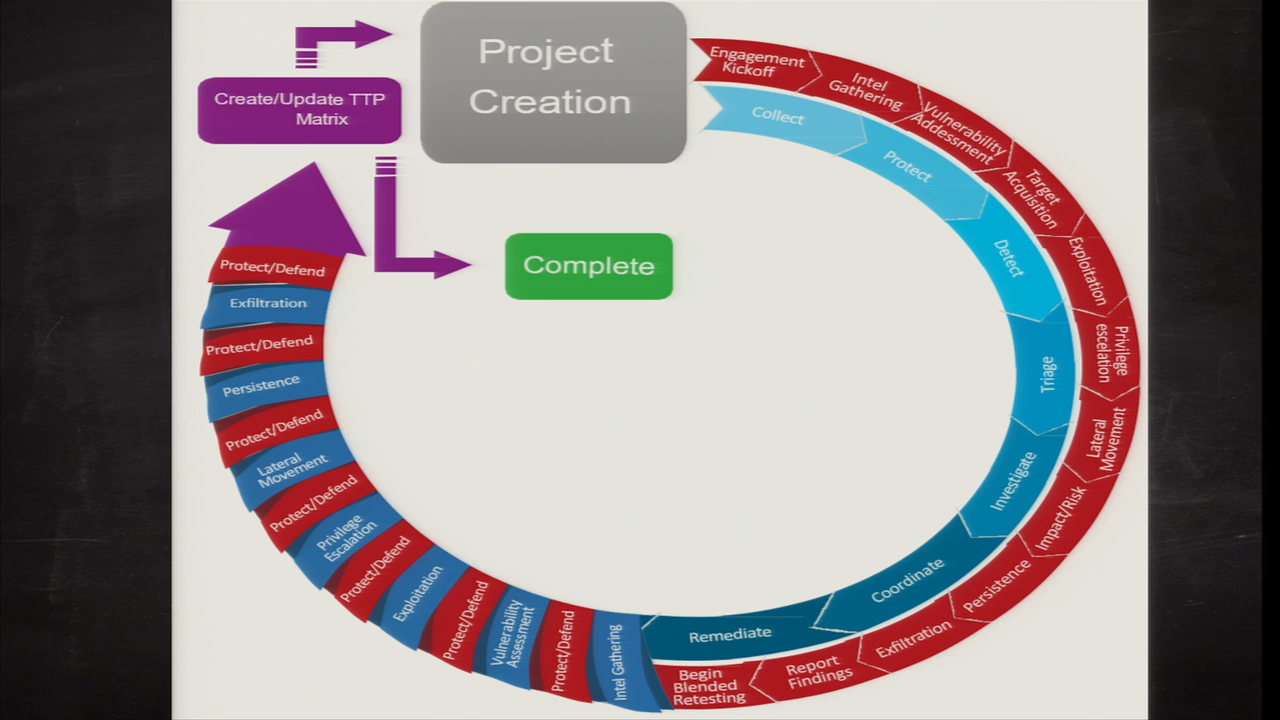 Project
Creation
Create/Update TTP
Matrix
Complete
Engagement
Kickoff
Intel
Gathering
Vulnerability
Addessment
Target
Acquisition
Exploitation
Privilege
escelation
Lateral
Movement
Impact/Risk
Persistence
Exfiltration
Report
Findings
Begin
Blended
Retesting
Collect
Protect
Detect
Triage
Investigate
Coordinate
Remediate
Intel Gathering
Protect/Defend
Vulnerability
Assessment
Protect/Defend
Exploitation
Protect/Defend
Privilege
Escalation
Protect/Defend
Lateral
Movement
Protect/Defend
Persistence
Protect/Defend
Exfiltration
Protect/Defend